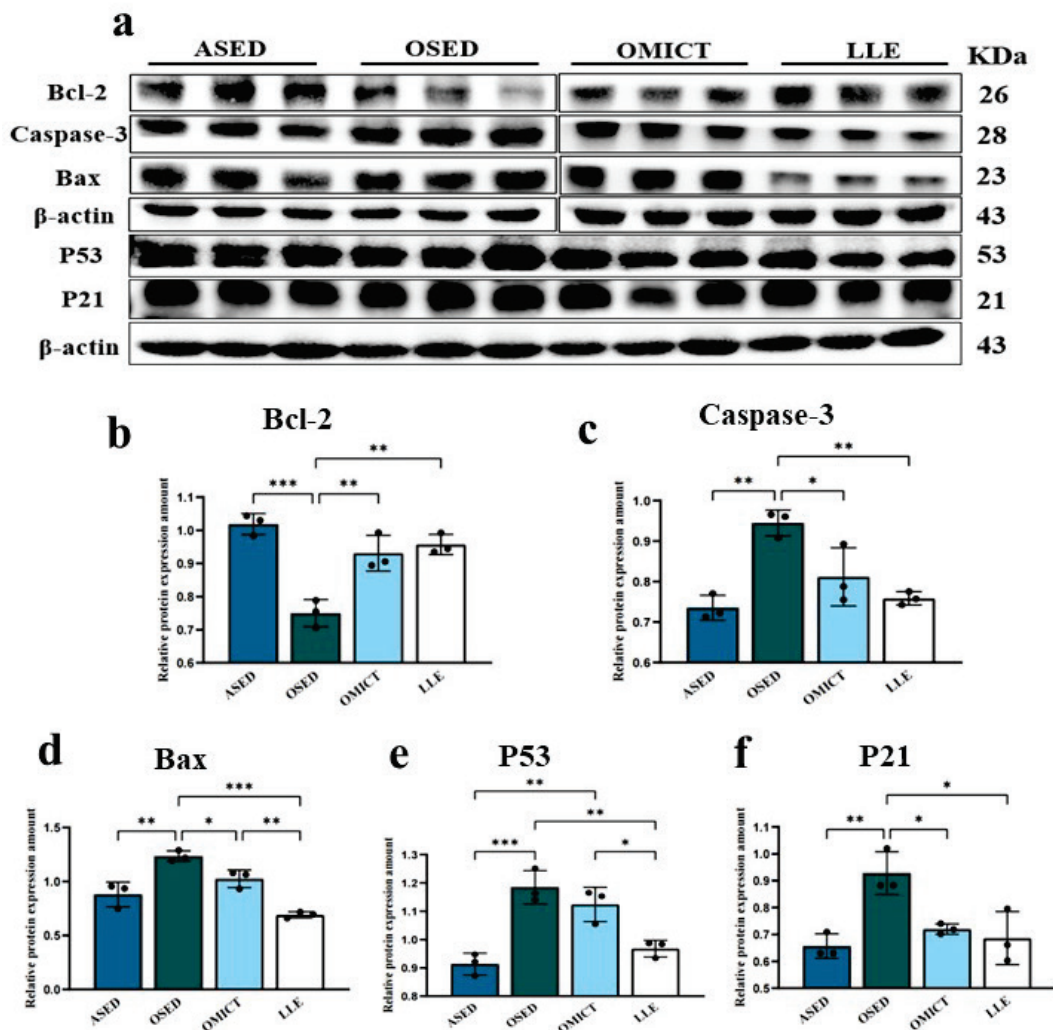 a
ASED OSED OMICT LLE KDa
Bcl-2 26
Caspase-3 28
Bax 23
β-actin 43
P53 53
P21 21
β-actin 43
b
Bcl-2
Relative protein expression amount
1.1
1.0
0.9
0.8
0.7
0.6
*** ** **
ASED OSED OMICT LLE
c
Caspase-3
Relative protein expression amount
1.0
0.9
0.8
0.7
0.6
** * **
ASED OSED OMICT LLE
d
Bax
Relative protein expression amount
1.5
1.0
0.5
0.0
***
** * **
ASED OSED OMICT LLE
e
P53
Relative protein expression amount
1.3
1.2
1.1
1.0
0.9
0.8
**
**
*** *
ASED OSED OMICT LLE
f
P21
Relative protein expression amount
1.1
1.0
0.9
0.8
0.7
0.6
0.5
*
** *
ASED OSED OMICT LLE